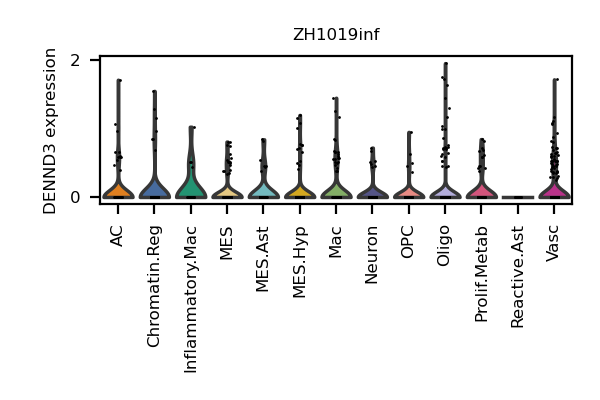 ZH1019inf
DENND3 expression
2
0
AC
Chromatin.Reg
Inflammatory.Mac
MES
MES.Ast
MES.Hyp
Mac
Neuron
OPC
Oligo
Prolif.Metab
Reactive.Ast
Vasc